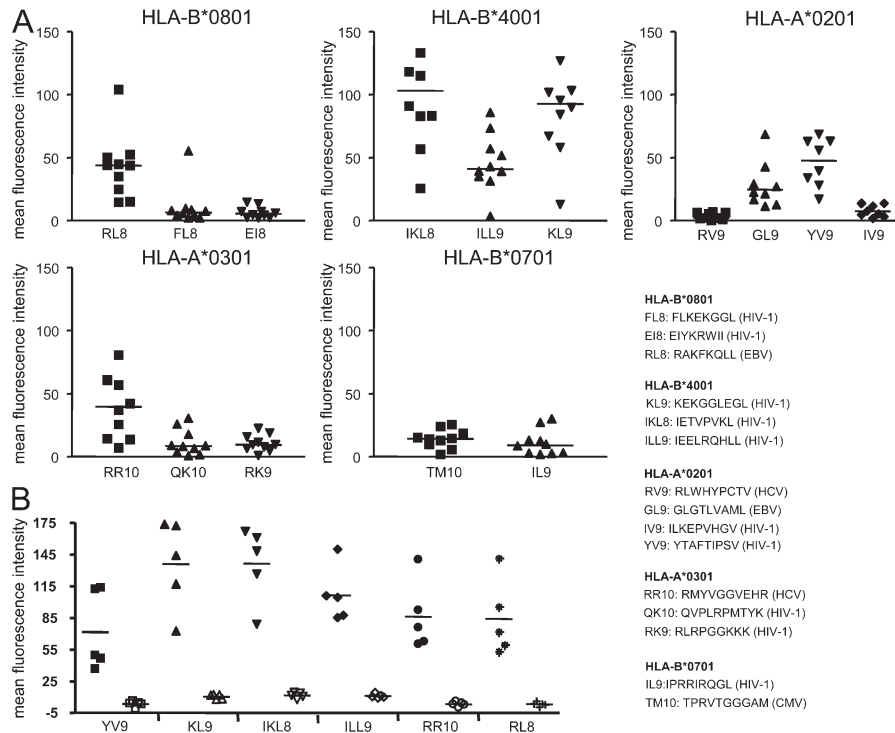 A
HLA-B*0801
mean fluorescence intensity
150
100
50
0
RL8 FL8 EI8
HLA-B*4001
mean fluorescence intensity
150
100
50
0
IKL8 ILL9 KL9
HLA-A*0201
mean fluorescence intensity
150
100
50
0
RV9 GL9 YV9 IV9
HLA-A*0301
mean fluorescence intensity
150
100
50
0
RR10 QK10 RK9
HLA-B*0701
mean fluorescence intensity
150
100
50
0
TM10 IL9
HLA-B*0801
FL8: FLKEKGGL (HIV-1)
EI8: EIYKRWII (HIV-1)
RL8: RAKFKQLL (EBV)
HLA-B*4001
KL9: KEKGGLEGL (HIV-1)
IKL8: IETVPVKL (HIV-1)
ILL9: IEELRQHLL (HIV-1)
HLA-A*0201
RV9: RLWHYPCTV (HCV)
GL9: GLGTLVAML (EBV)
IV9: ILKEPVHGV (HIV-1)
YV9: YTAFTIPSV (HIV-1)
HLA-A*0301
RR10: RMYVGGVEHR (HCV)
QK10: QVPLRPMTYK (HIV-1)
RK9: RLRPGGKKK (HIV-1)
HLA-B*0701
IL9:IPRRIRQGL (HIV-1)
TM10: TPRVTGGGAM (CMV)
B
mean fluorescence intensity
175
145
115
85
55
25
-5
YV9 KL9 IKL8 ILL9 RR10 RL8